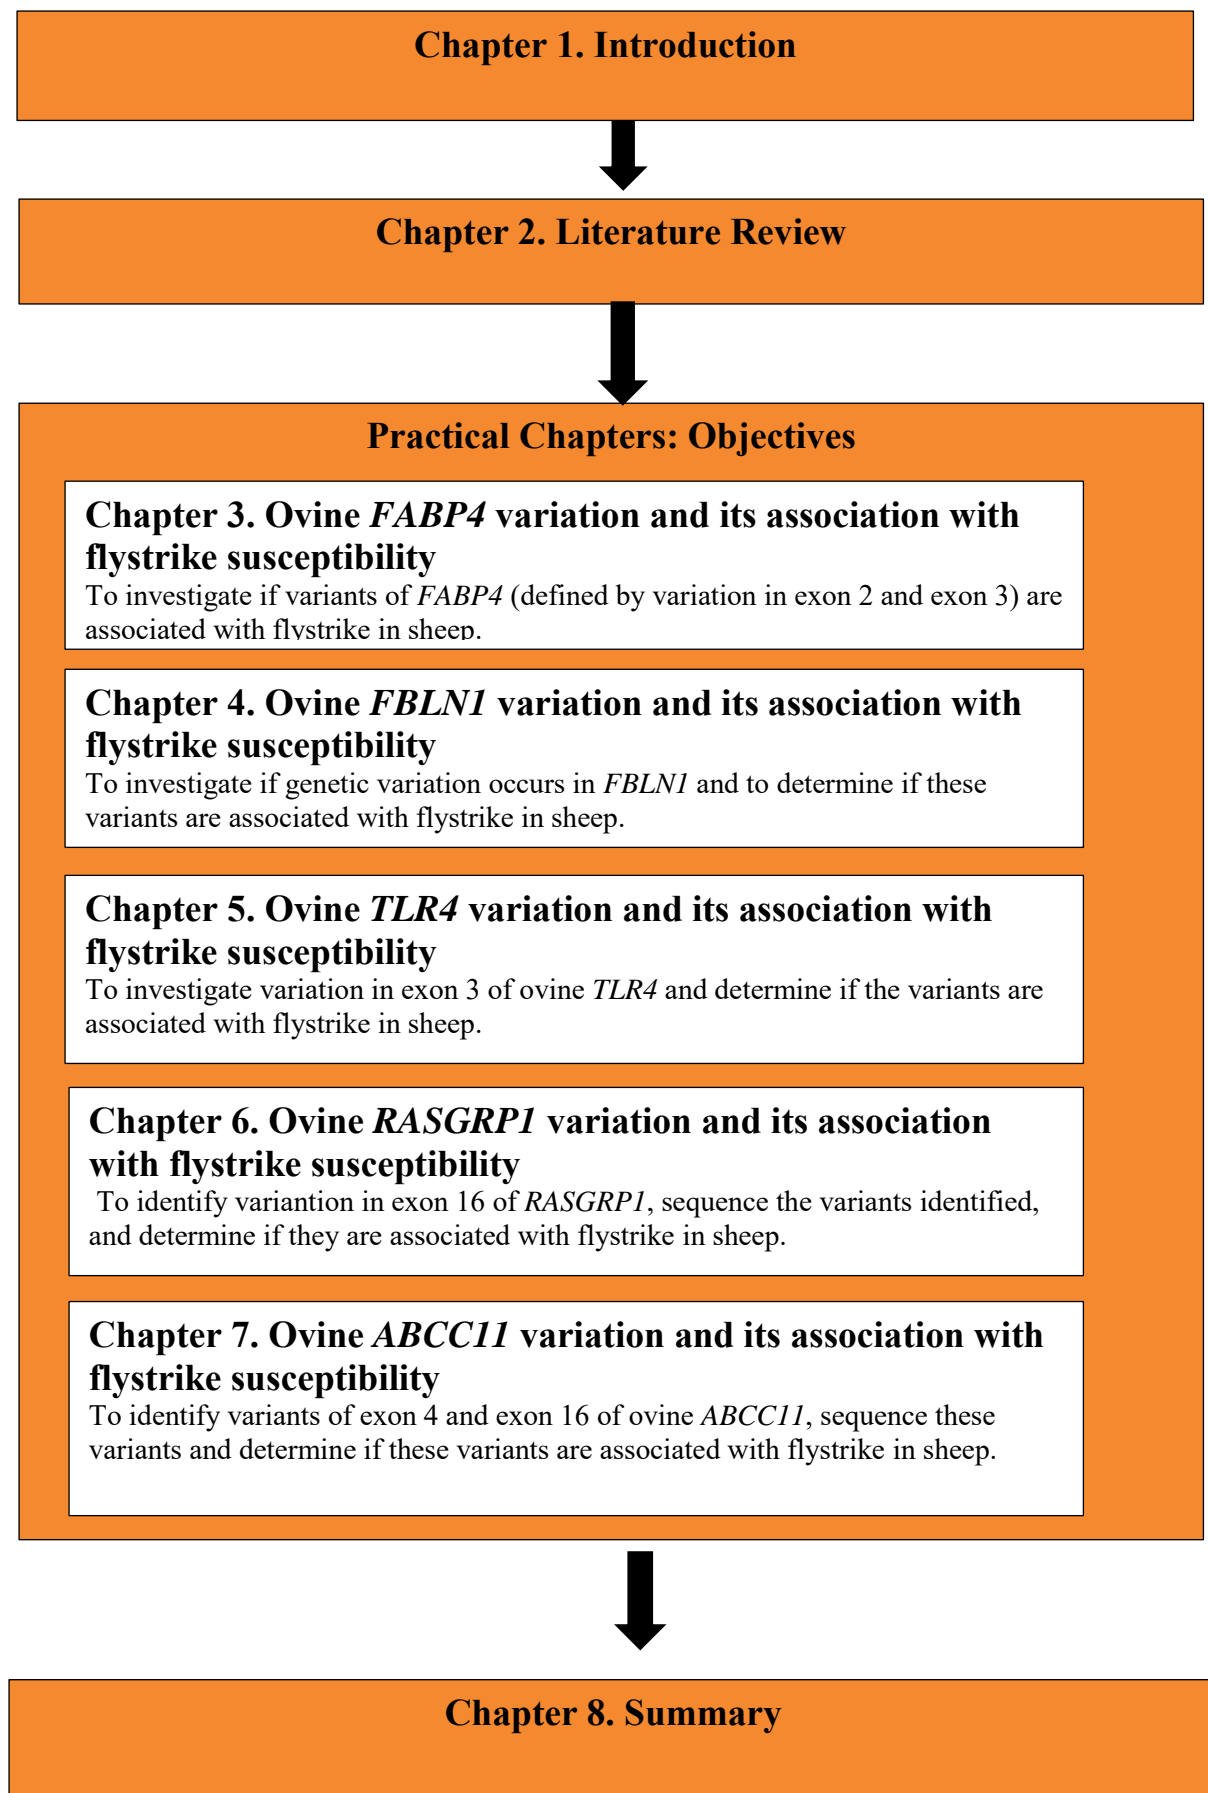 Chapter 1. Introduction
Chapter 2. Literature Review
Practical Chapters: Objectives
Chapter 3. Ovine FABP4 variation and its association with
flystrike susceptibility
To investigate if variants of FABP4 (defined by variation in exon 2 and exon 3) are
associated with flystrike in sheep.
Chapter 4. Ovine FBLN1 variation and its association with
flystrike susceptibility
To investigate if genetic variation occurs in FBLN1 and to determine if these
variants are associated with flystrike in sheep.
Chapter 5. Ovine TLR4 variation and its association with
flystrike susceptibility
To investigate variation in exon 3 of ovine TLR4 and determine if the variants are
associated with flystrike in sheep.
Chapter 6. Ovine RASGRP1 variation and its association
with flystrike susceptibility
To identify variantion in exon 16 of RASGRP1, sequence the variants identified,
and determine if they are associated with flystrike in sheep.
Chapter 7. Ovine ABCC11 variation and its association with
flystrike susceptibility
To identify variants of exon 4 and exon 16 of ovine ABCC11, sequence these
variants and determine if these variants are associated with flystrike in sheep.
Chapter 8. Summary